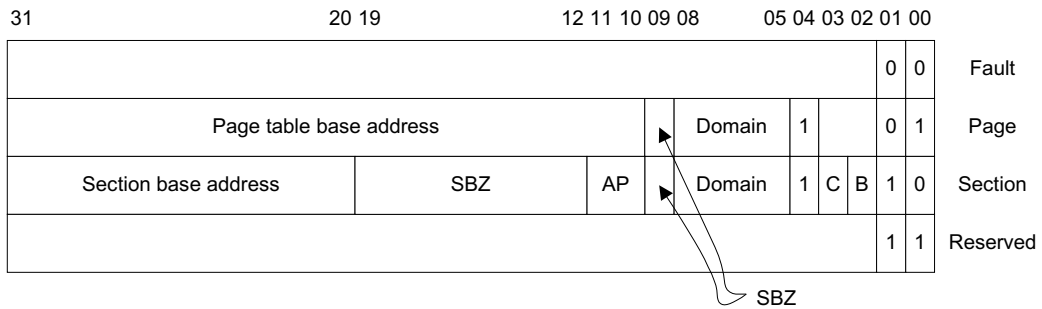 31 20 19 12 11 10 09 08 05 04 03 02 01 00
0 0 Fault
Page table base address Domain 1 0 1 Page
Section base address SBZ AP Domain 1 C B 1 0 Section
1 1 Reserved
SBZ